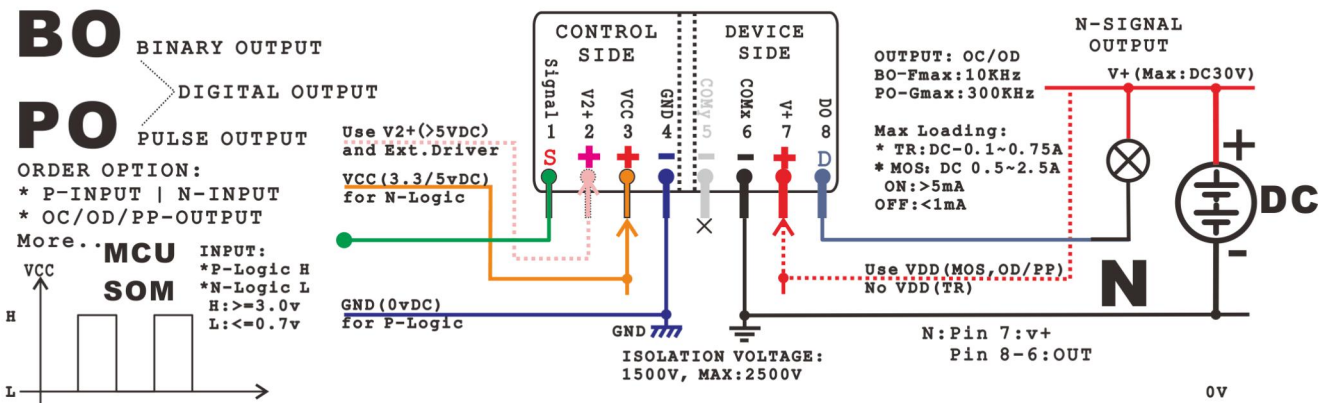 BO BINARY OUTPUT
DIGITAL OUTPUT
PO PULSE OUTPUT
ORDER OPTION:
* P-INPUT | N-INPUT
* OC/OD/PP-OUTPUT
More..
MCU
SOM
VCC
H
L
INPUT:
*P-Logic H
*N-Logic L
H:>=3.0v
L:<=0.7v
Use V2+(>5VDC)
and Ext.Driver
VCC(3.3/5vDC)
for N-Logic
GND(0vDC)
for P-Logic
CONTROL
SIDE
DEVICE
SIDE
Signal 1
V2+ 2
VCC 3
GND 4
COMy 5
COMx 6
V+ 7
DO 8
S + + - - - + D
GND
ISOLATION VOLTAGE:
1500V, MAX:2500V
OUTPUT: OC/OD
BO-Fmax:10KHz
PO-Gmax:300KHz
Max Loading:
* TR:DC-0.1~0.75A
* MOS: DC 0.5~2.5A
ON:>5mA
OFF:<1mA
N-SIGNAL
OUTPUT
V+(Max:DC30V)
+
DC
-
Use VDD(MOS,OD/PP)
No VDD(TR)
N
N:Pin 7:v+
Pin 8-6:OUT
0V